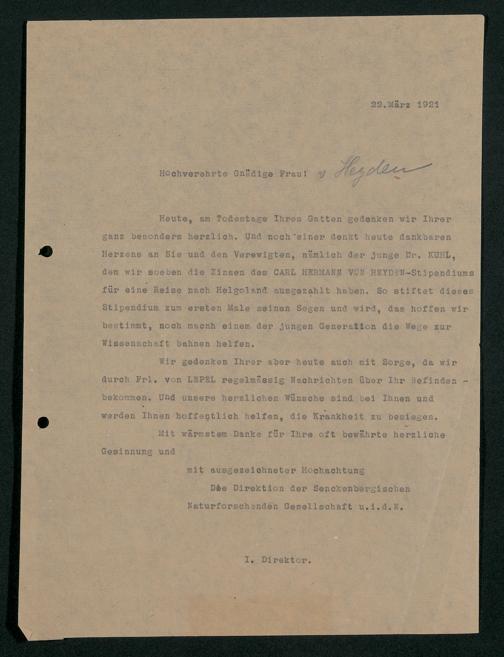 22.März 1921
Hochverehrte Gnädige Frau! v Heyden
Heute, am Todestage Ihres Gatten gedenken wir Ihrer
ganz besonders herzlich. Und noch einer denkt heute dankbaren
Herzens an Sie und den Verewigten, nämlich der junge Dr. KUHL,
dem wir soeben die Zinsen des CARL HERMANN VON HEYDEN-Stipendiums
für eine Reise nach Helgoland ausgezahlt haben. So stiftet dieses
Stipendium zum ersten Male seinen Segen und wird, das hoffen wir
bestimmt, noch manch einem der jungen Generation die Wege zur
Wissenschaft bahnen helfen.
Wir gedenken Ihrer aber heute auch mit Sorge, da wir
durch Frl. von LEPEL regelmässig Nachrichten über Ihr Befinden -
bekommen. Und unsere herzlichen Wünsche sind bei Ihnen und
werden Ihnen hoffentlich helfen, die Krankheit zu besiegen.
Mit wärmstem Danke für Ihre oft bewährte herzliche
Gesinnung und
mit ausgezeichneter Hochachtung
Die Direktion der Senckenbergischen
Naturforschenden Gesellschaft u.i.d.N.
I. Direktor.